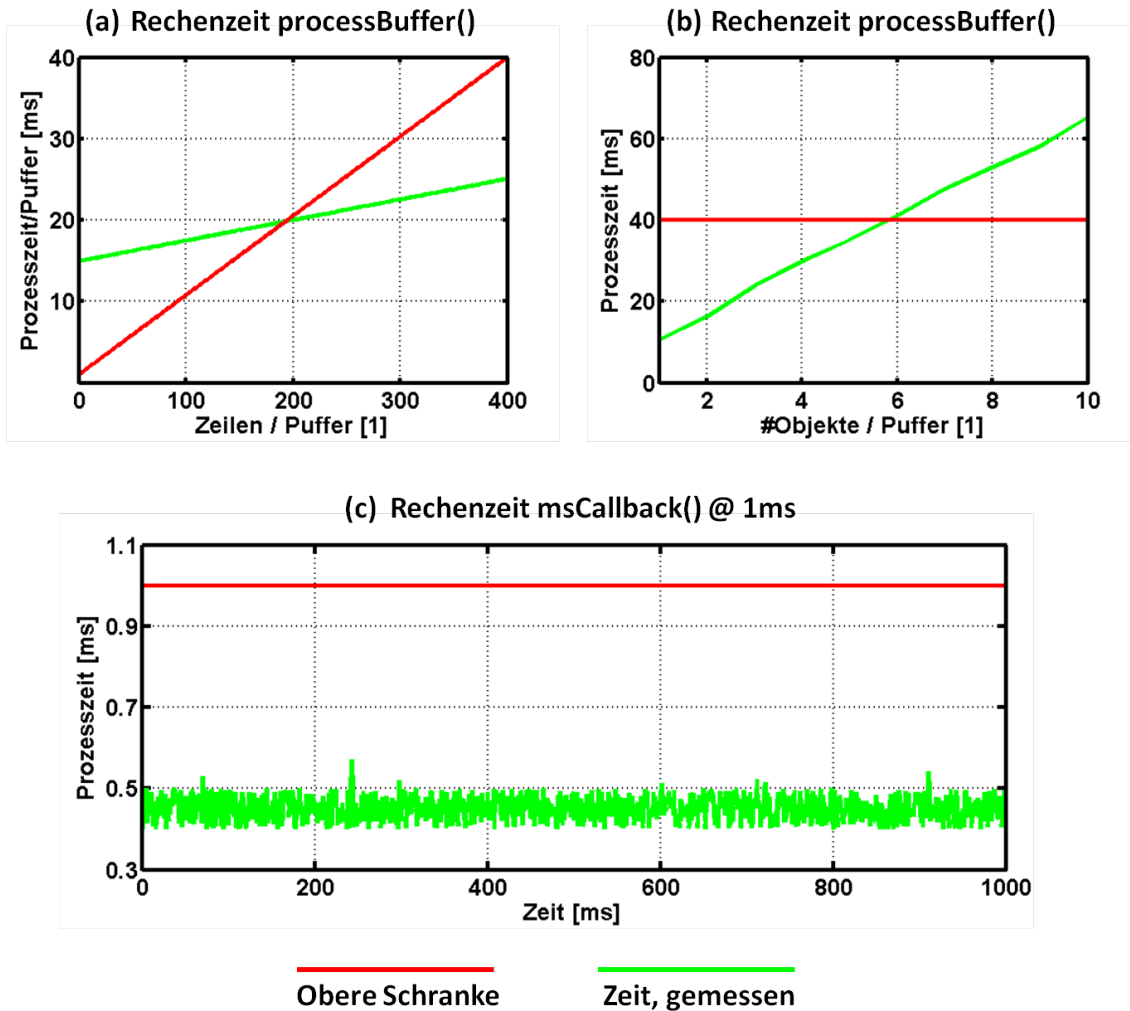 (a) Rechenzeit processBuffer()
40
30
20
10
0
100
200
300
400
Prozesszeit/Puffer [ms]
Zeilen / Puffer [1]
(b) Rechenzeit processBuffer()
80
60
40
20
0
2
4
6
8
10
Prozesszeit [ms]
#Objekte / Puffer [1]
(c) Rechenzeit msCallback() @ 1ms
1.1
0.9
0.7
0.5
0.3
0
200
400
600
800
1000
Prozesszeit [ms]
Zeit [ms]
Obere Schranke
Zeit, gemessen